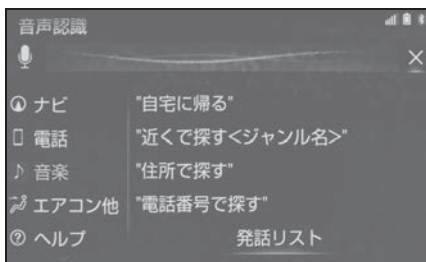 音声認識
ナビ "自宅に帰る"
電話 "近くで探す<ジャンル名>"
音楽 "住所で探す"
エアコン他 "電話番号で探す"
ヘルプ 発話リスト